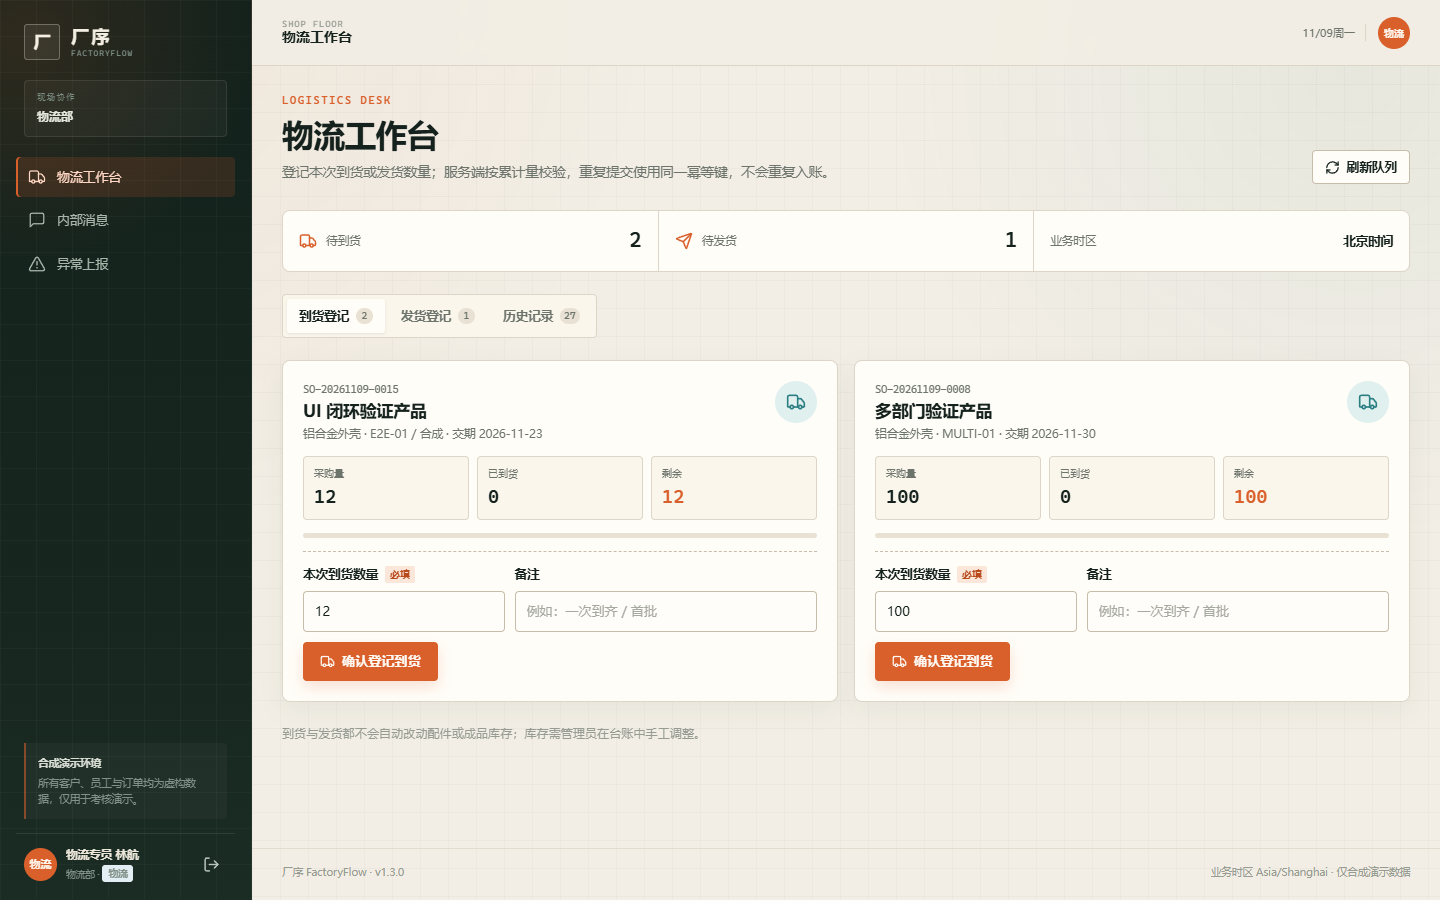 厂
厂序
FACTORYFLOW
现场协作
物流部
物流工作台
内部消息
异常上报
合成演示环境
所有客户、员工与订单均为虚构数
据，仅用于考核演示。
物流
物流专员 林航
物流部 · 物流
SHOP FLOOR
物流工作台
11/09周一
物流
LOGISTICS DESK
物流工作台
登记本次到货或发货数量；服务端按累计量校验，重复提交使用同一幂等键，不会重复入账。
刷新队列
待到货 2
待发货 1
业务时区 北京时间
到货登记 2 发货登记 1 历史记录 27
SO-20261109-0015
UI 闭环验证产品
铝合金外壳 · E2E-01 / 合成 · 交期 2026-11-23
采购量 已到货 剩余
12 0 12
本次到货数量 必填 备注
12 例如：一次到齐 / 首批
确认登记到货
SO-20261109-0008
多部门验证产品
铝合金外壳 · MULTI-01 · 交期 2026-11-30
采购量 已到货 剩余
100 0 100
本次到货数量 必填 备注
100 例如：一次到齐 / 首批
确认登记到货
到货与发货都不会自动改动配件或成品库存；库存需管理员在台账中手工调整。
厂序 FactoryFlow · v1.3.0
业务时区 Asia/Shanghai · 仅合成演示数据